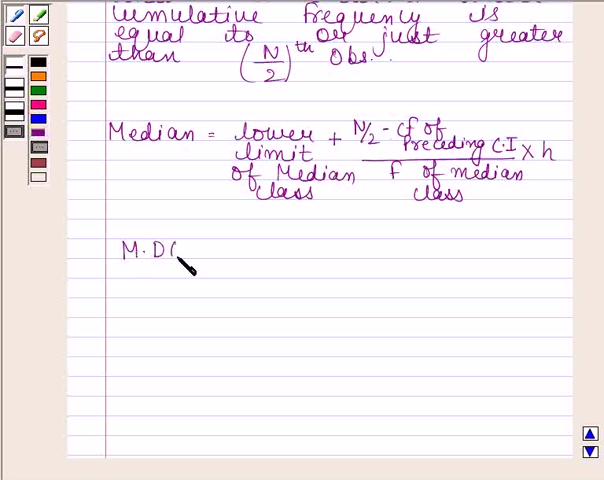 Cumulative frequency is
equal to or just greater
than (N/2)th Obs..
Median = lower limit of Median class + N/2 - cf of preceding C.I / f of median class × h
M.D(